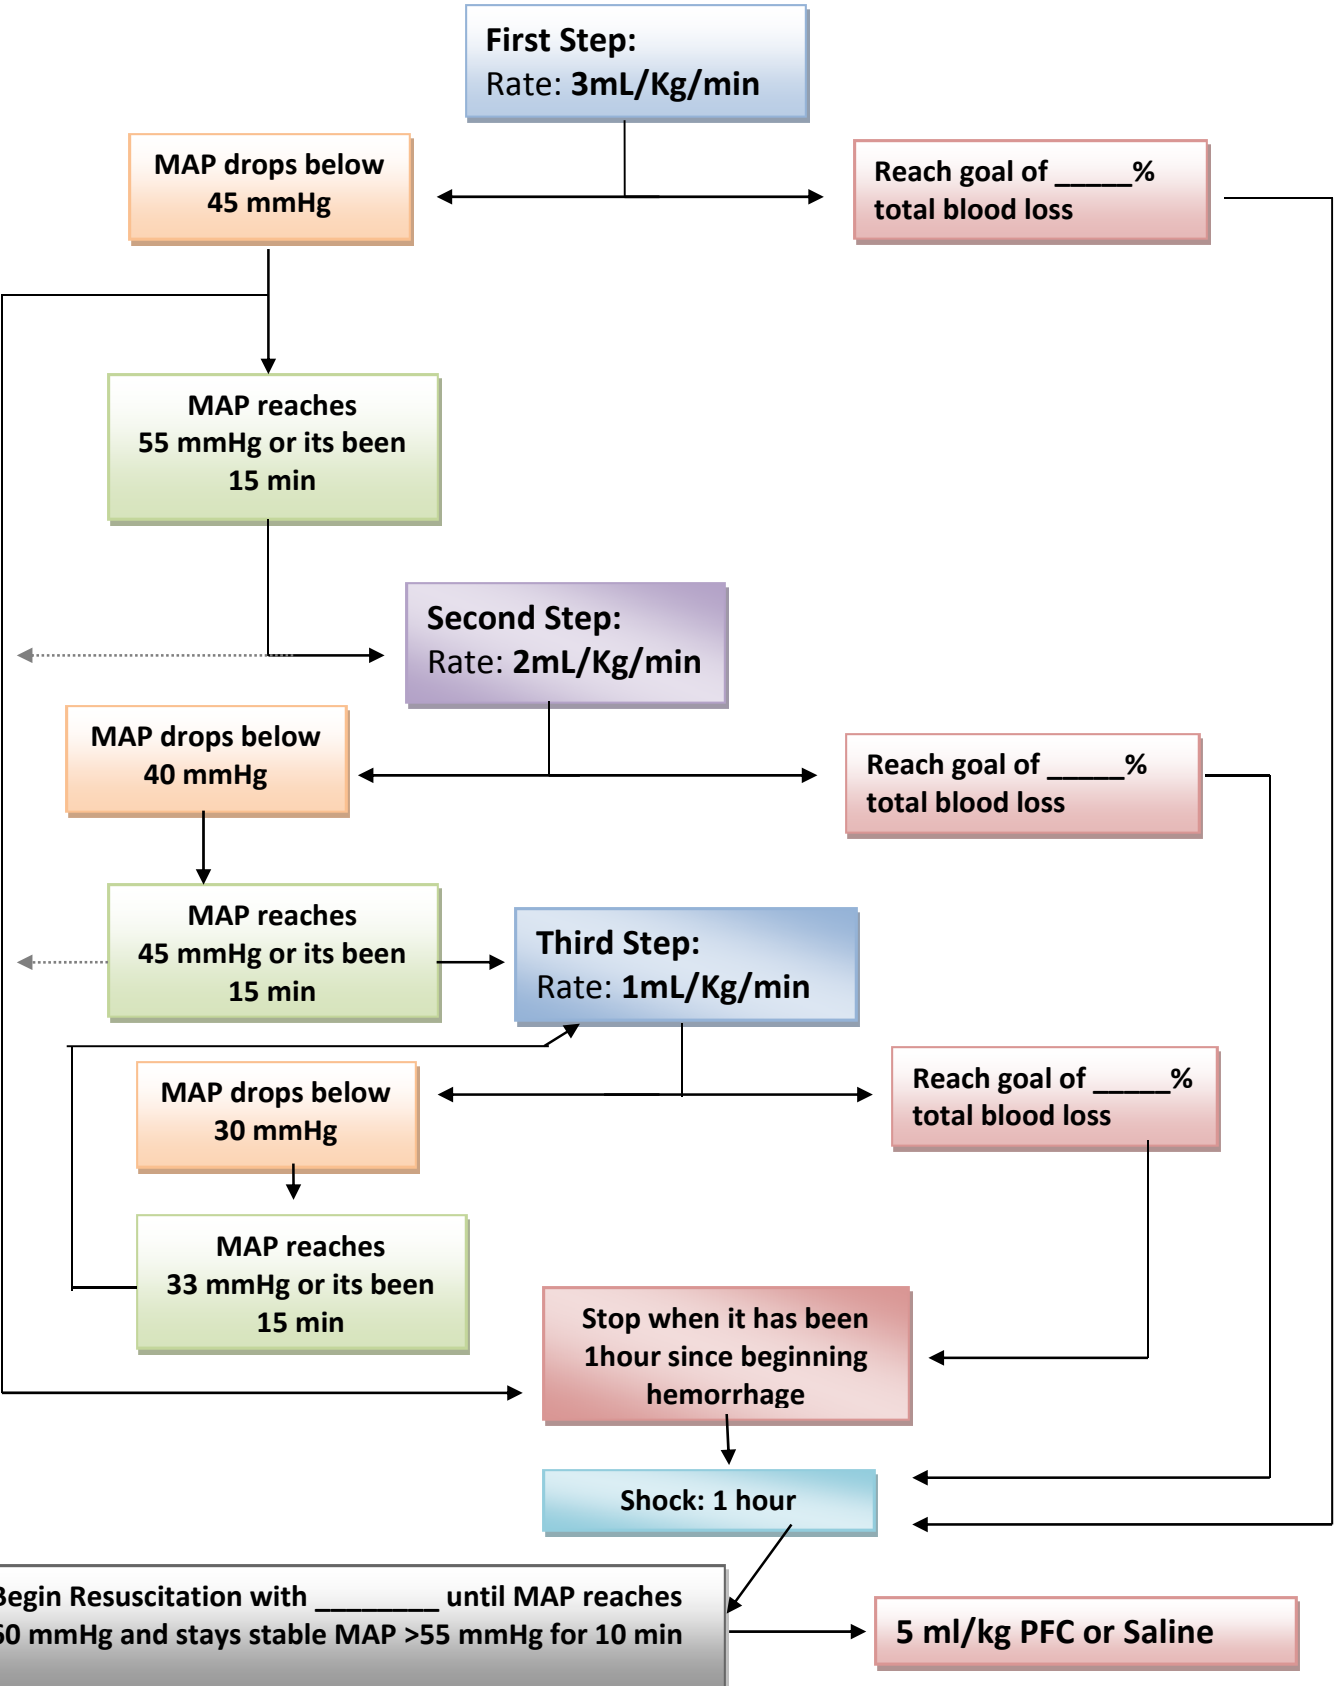 First Step:
Rate: 3mL/Kg/min
MAP drops below
45 mmHg
Reach goal of _____%
total blood loss
MAP reaches
55 mmHg or its been
15 min
Second Step:
Rate: 2mL/Kg/min
MAP drops below
40 mmHg
Reach goal of _____%
total blood loss
MAP reaches
45 mmHg or its been
15 min
Third Step:
Rate: 1mL/Kg/min
MAP drops below
30 mmHg
Reach goal of _____%
total blood loss
MAP reaches
33 mmHg or its been
15 min
Stop when it has been
1hour since beginning
hemorrhage
Shock: 1 hour
Begin Resuscitation with ________ until MAP reaches
60 mmHg and stays stable MAP >55 mmHg for 10 min
5 ml/kg PFC or Saline